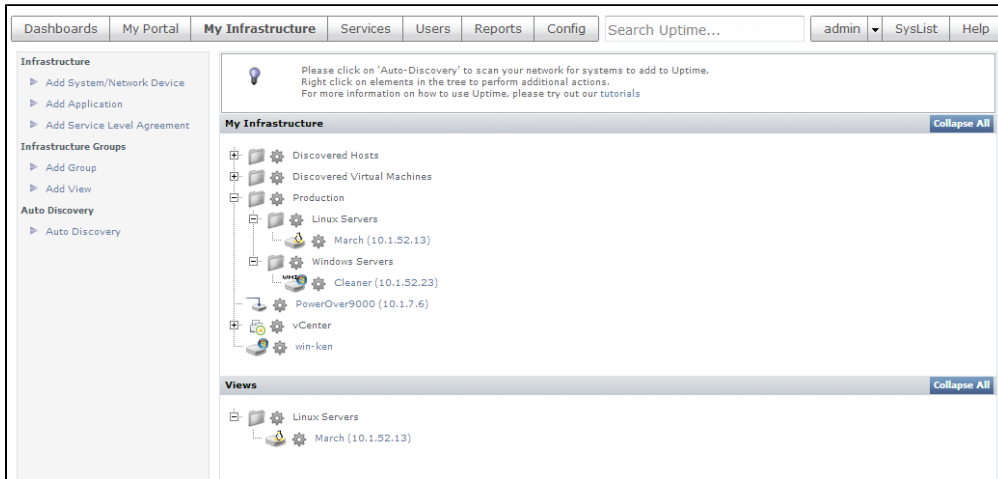 Dashboards My Portal My Infrastructure Services Users Reports Config Search Uptime... admin SysList Help
Infrastructure
Add System/Network Device
Add Application
Add Service Level Agreement
Infrastructure Groups
Add Group
Add View
Auto Discovery
Auto Discovery
Please click on 'Auto-Discovery' to scan your network for systems to add to Uptime.
Right click on elements in the tree to perform additional actions.
For more information on how to use Uptime, please try out our tutorials
My Infrastructure Collapse All
Discovered Hosts
Discovered Virtual Machines
Production
Linux Servers
March (10.1.52.13)
Windows Servers
WMI
Cleaner (10.1.52.23)
PowerOver9000 (10.1.7.6)
vCenter
win-ken
Views Collapse All
Linux Servers
March (10.1.52.13)